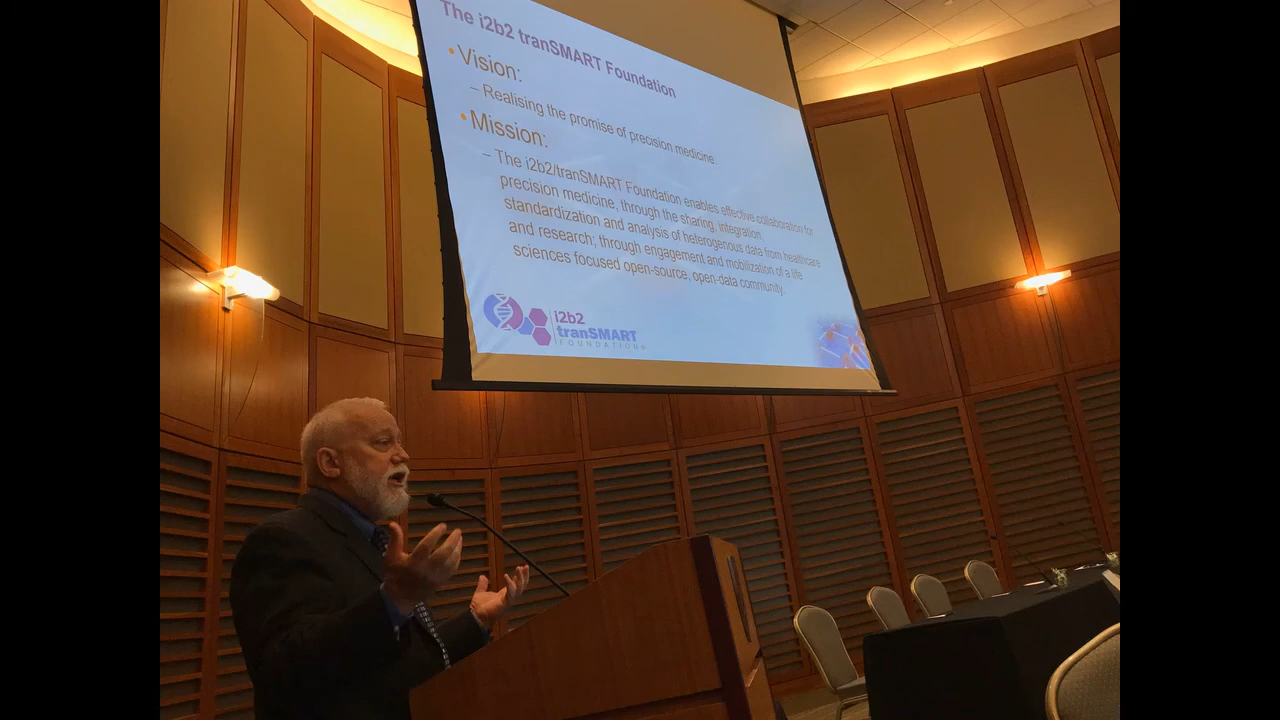 The i2b2 tranSMART Foundation
• Vision:
– Realising the promise of precision medicine.
• Mission:
– The i2b2/tranSMART Foundation enables effective collaboration for
precision medicine, through the sharing, integration,
standardization and analysis of heterogenous data from healthcare
and research; through engagement and mobilization of a life
sciences focused open-source, open-data community.
i2b2
tranSMART
FOUNDATION